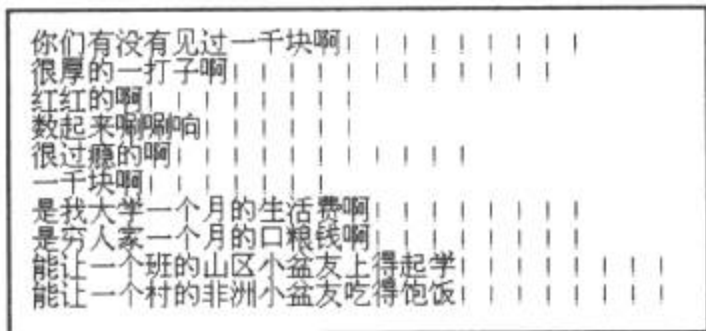 你们有没有见过一千块啊！！！！！！！！！
很厚的一打子啊！！！！！！！！！！！！
红红的啊！！！！！！！！
数起来唰唰响！！！！！！
很过瘾的啊！！！！！！！！！！！
一千块啊！！！！！！！
是我大学一个月的生活费啊！！！！！！！！
是穷人家一个月的口粮钱啊！！！！！！！！
能让一个班的山区小盆友上得起学！！！！！！！！
能让一个村的非洲小盆友吃得饱饭！！！！！！！！